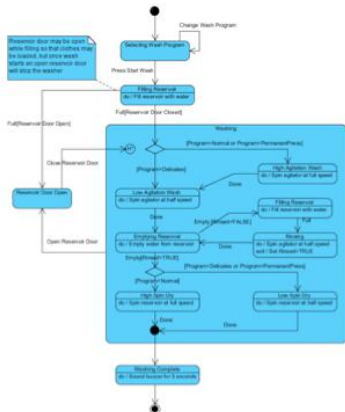 Reservoir door may be open
while filling so that clothes may
be loaded, but once wash
starts an open reservoir door
will stop the washer
Change Wash Program
Selecting Wash Program
Press Start Wash
Filling Reservoir
do / Fill reservoir with water
Full[Reservoir Door Open]
Full[Reservoir Door Closed]
Washing
[Program=Normal or Program=PermanentPress]
Close Reservoir Door
H*
[Program=Delicates]
High Agitation Wash
do / Spin agitator at full speed
Done
Reservoir Door Open
Low Agitation Wash
do / Spin agitator at half speed
Filling Reservoir
do / Fill reservoir with water
Done
Empty[Rinsed=FALSE]
Full
Open Reservoir Door
Emptying Reservoir
do / Empty water from reservoir
Done
Rinsing
do / Spin agitator at half speed
exit / Set Rinsed=TRUE
Empty[Rinsed=TRUE]
[Program=Delicates or Program=PermanentPress]
[Program=Normal]
High Spin Dry
do / Spin reservoir at full speed
Low Spin Dry
do / Spin reservoir at half speed
Done
Done
Washing Complete
do / Sound buzzer for 5 seconds